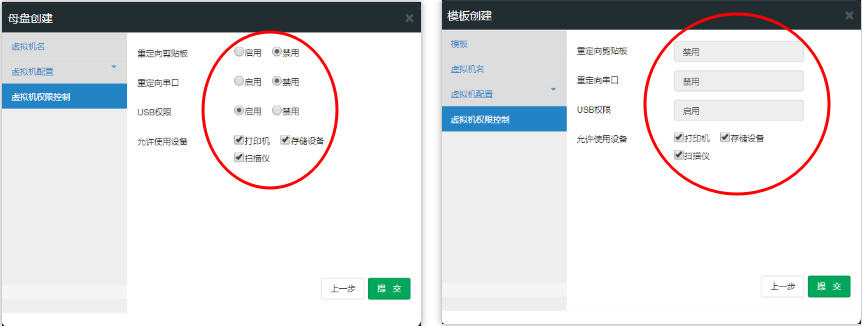 母盘创建
虚拟机名
虚拟机配置
虚拟机权限控制
重定向剪贴板 启用 禁用
重定向串口 启用 禁用
USB权限 启用 禁用
允许使用设备 打印机 存储设备
扫描仪
上一步 提 交
模板创建
模板
虚拟机名
虚拟机配置
虚拟机权限控制
重定向剪贴板 禁用
重定向串口 禁用
USB权限 启用
允许使用设备 打印机 存储设备
扫描仪
上一步 提 交